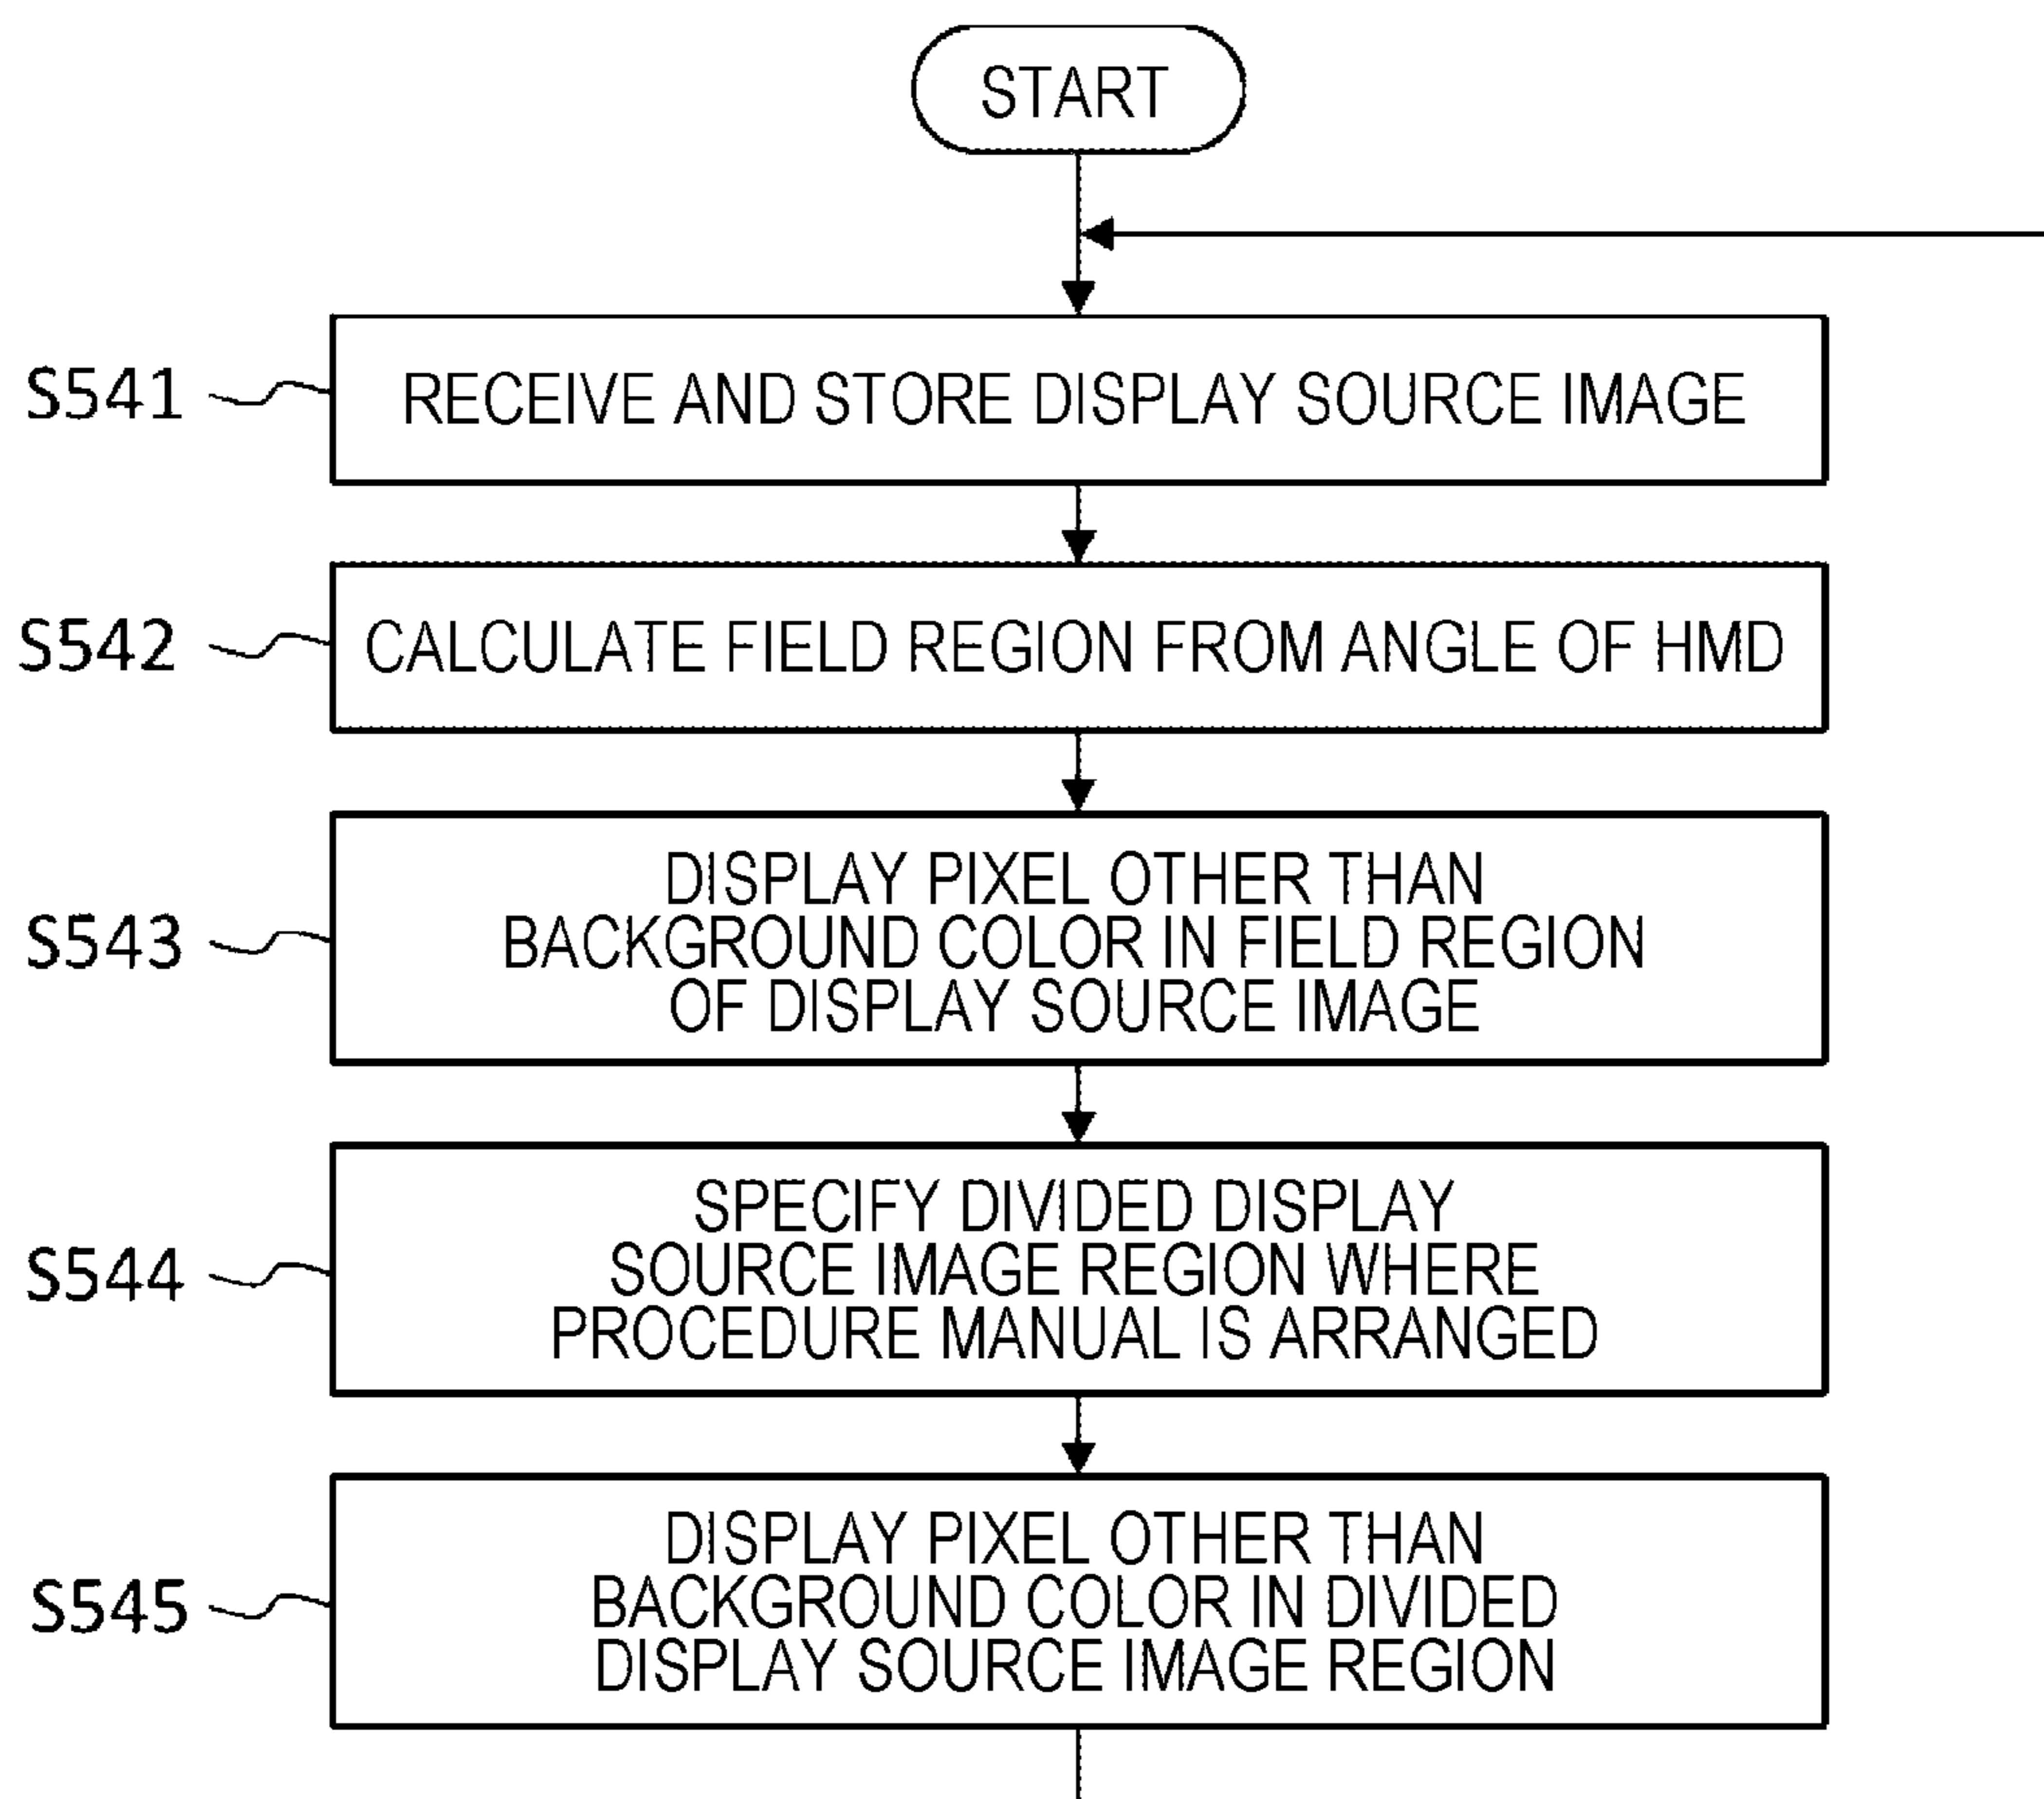 START
S541
RECEIVE AND STORE DISPLAY SOURCE IMAGE
S542
CALCULATE FIELD REGION FROM ANGLE OF HMD
S543
DISPLAY PIXEL OTHER THAN
BACKGROUND COLOR IN FIELD REGION
OF DISPLAY SOURCE IMAGE
S544
SPECIFY DIVIDED DISPLAY
SOURCE IMAGE REGION WHERE
PROCEDURE MANUAL IS ARRANGED
S545
DISPLAY PIXEL OTHER THAN
BACKGROUND COLOR IN DIVIDED
DISPLAY SOURCE IMAGE REGION